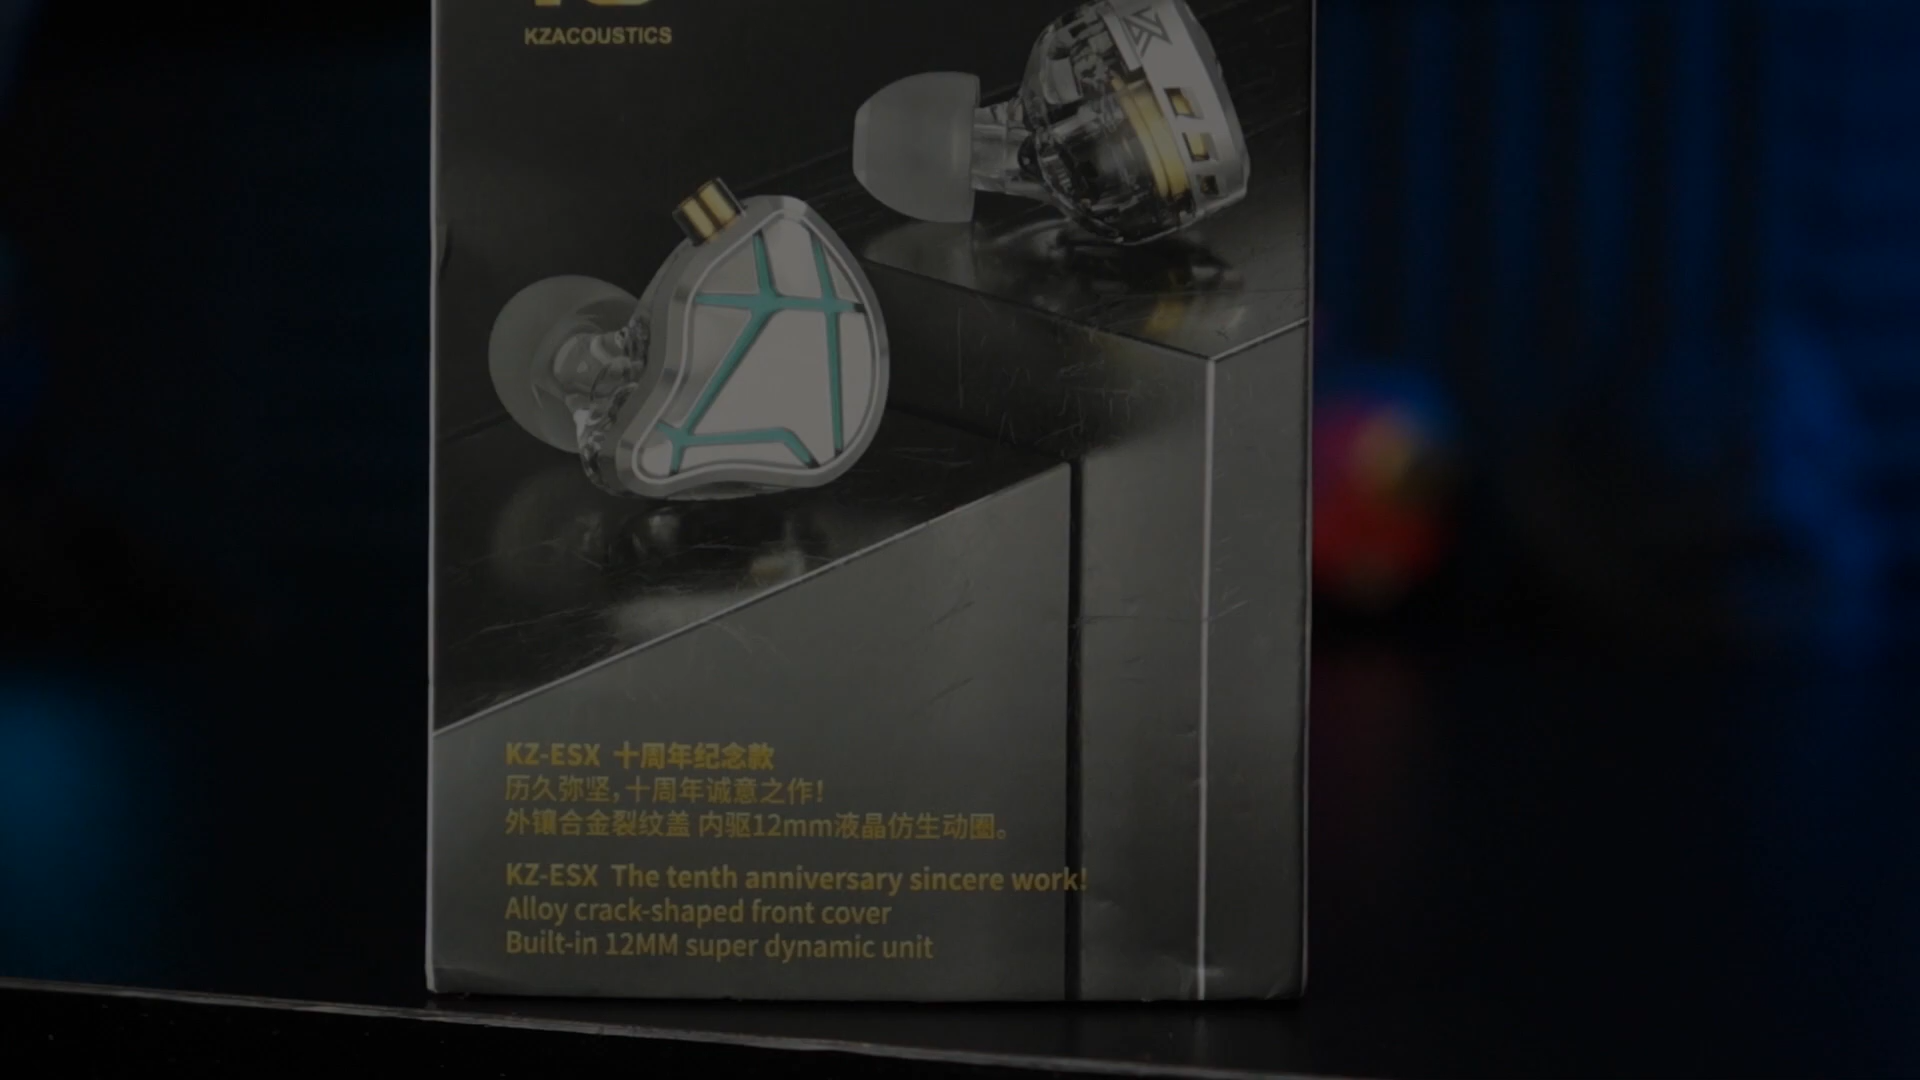 KZACOUSTICS
KZ-ESX 十周年纪念款
历久弥坚,十周年诚意之作!
外镶合金裂纹盖 内驱12mm液晶仿生动圈。
KZ-ESX The tenth anniversary sincere work!
Alloy crack-shaped front cover
Built-in 12MM super dynamic unit